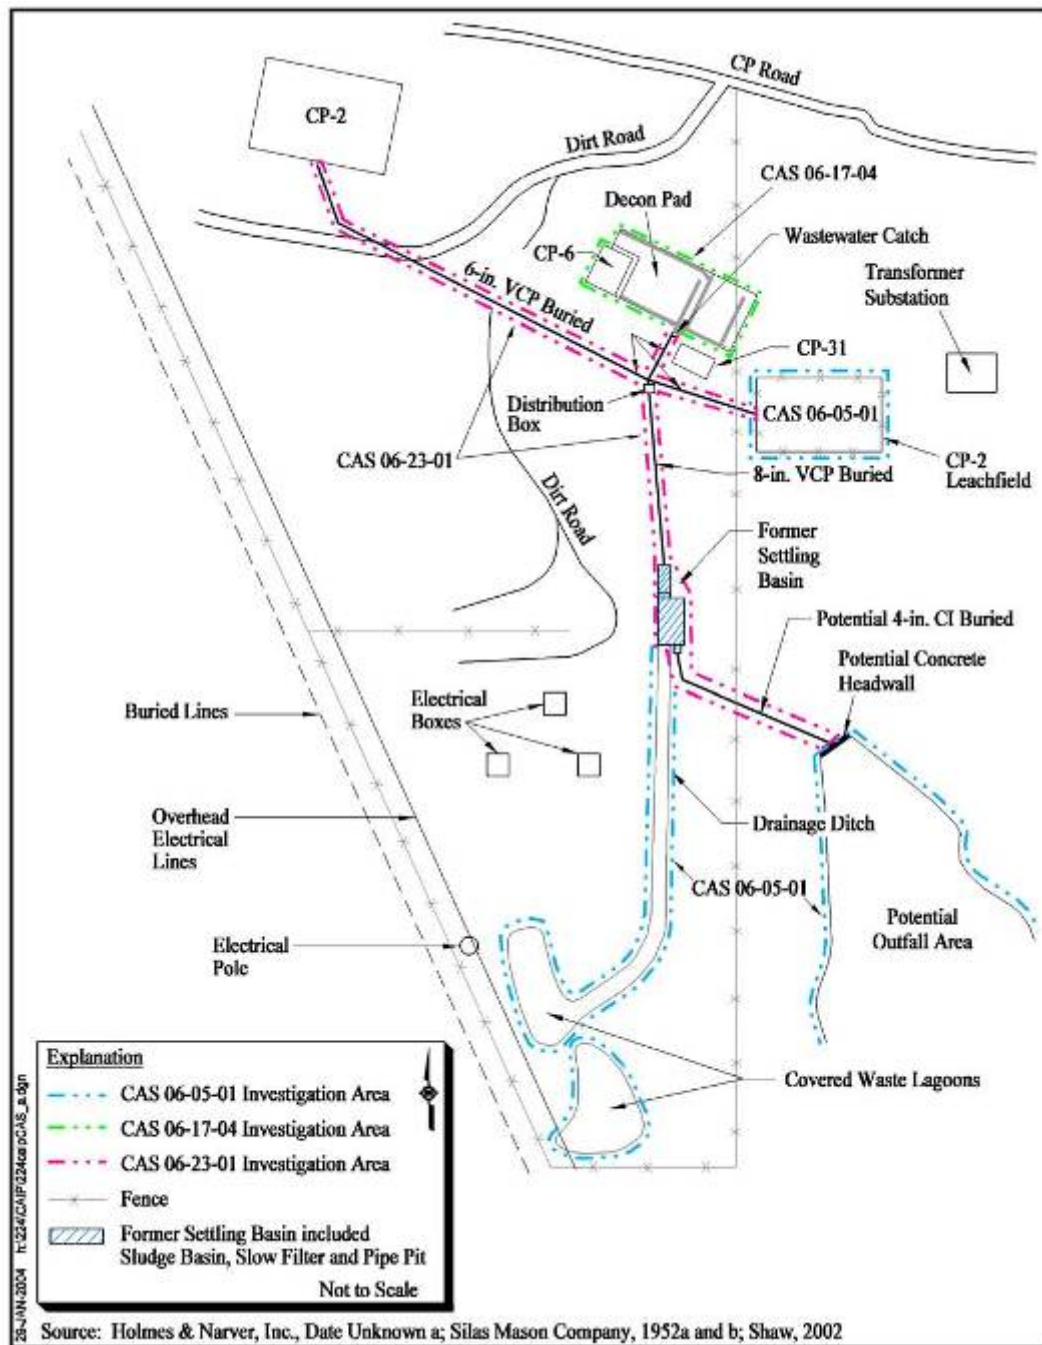 CP Road
CP-2
Dirt Road
CAS 06-17-04
Decon Pad
Wastewater Catch
CP-6
Transformer
Substation
6-in. VCP Buried
CP-31
Distribution
Box
CAS 06-05-01
CAS 06-23-01
8-in. VCP Buried
CP-2
Leachfield
Dirt Road
Former
Settling
Basin
Potential 4-in. CI Buried
Potential Concrete
Headwall
Buried Lines
Electrical
Boxes
Overhead
Electrical
Lines
Drainage Ditch
CAS 06-05-01
Potential
Outfall Area
Electrical
Pole
Covered Waste Lagoons
Explanation
CAS 06-05-01 Investigation Area
CAS 06-17-04 Investigation Area
CAS 06-23-01 Investigation Area
Fence
Former Settling Basin included
Sludge Basin, Slow Filter and Pipe Pit
Not to Scale
Source: Holmes & Narver, Inc., Date Unknown a; Silas Mason Company, 1952a and b; Shaw, 2002